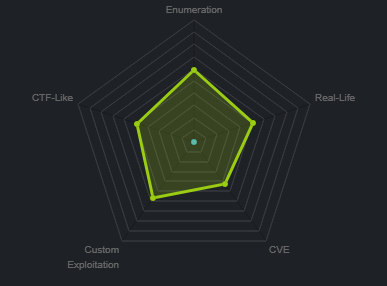 Enumeration
CTF-Like
Real-Life
Custom
Exploitation
CVE